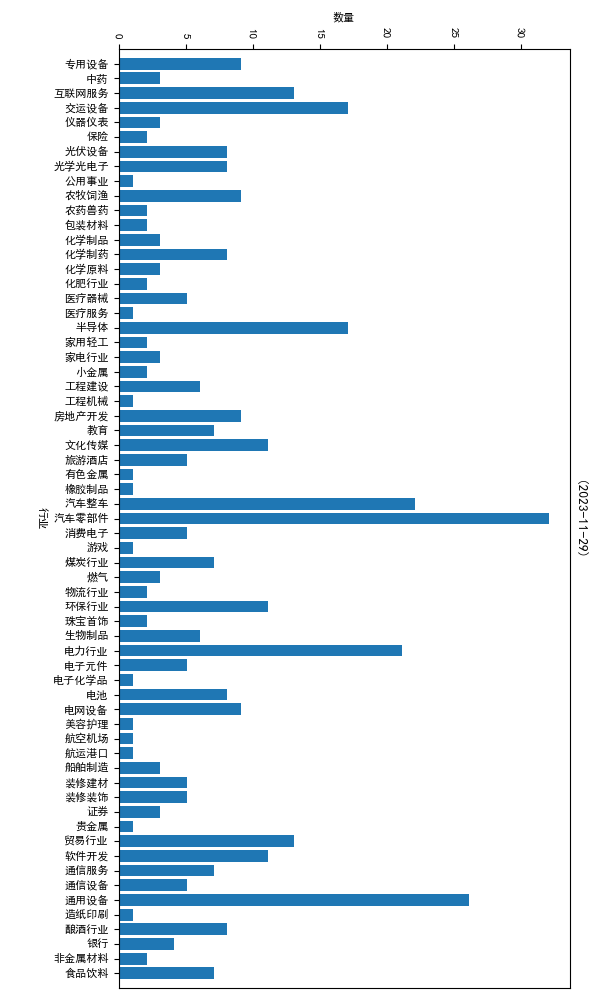 数量
0 5 10 15 20 25 30
专用设备
中药
互联网服务
交运设备
仪器仪表
保险
光伏设备
光学光电子
公用事业
农牧饲渔
农药兽药
包装材料
化学制品
化学制药
化学原料
化肥行业
医疗器械
医疗服务
半导体
家用轻工
家电行业
小金属
工程建设
工程机械
房地产开发
教育
文化传媒
旅游酒店
有色金属
橡胶制品
汽车整车
汽车零部件
消费电子
游戏
煤炭行业
燃气
物流行业
环保行业
珠宝首饰
生物制品
电力行业
电子元件
电子化学品
电池
电网设备
美容护理
航空机场
航运港口
船舶制造
装修建材
装修装饰
证券
贵金属
贸易行业
软件开发
通信服务
通信设备
通用设备
造纸印刷
酿酒行业
银行
非金属材料
食品饮料
行业
(2023-11-29)